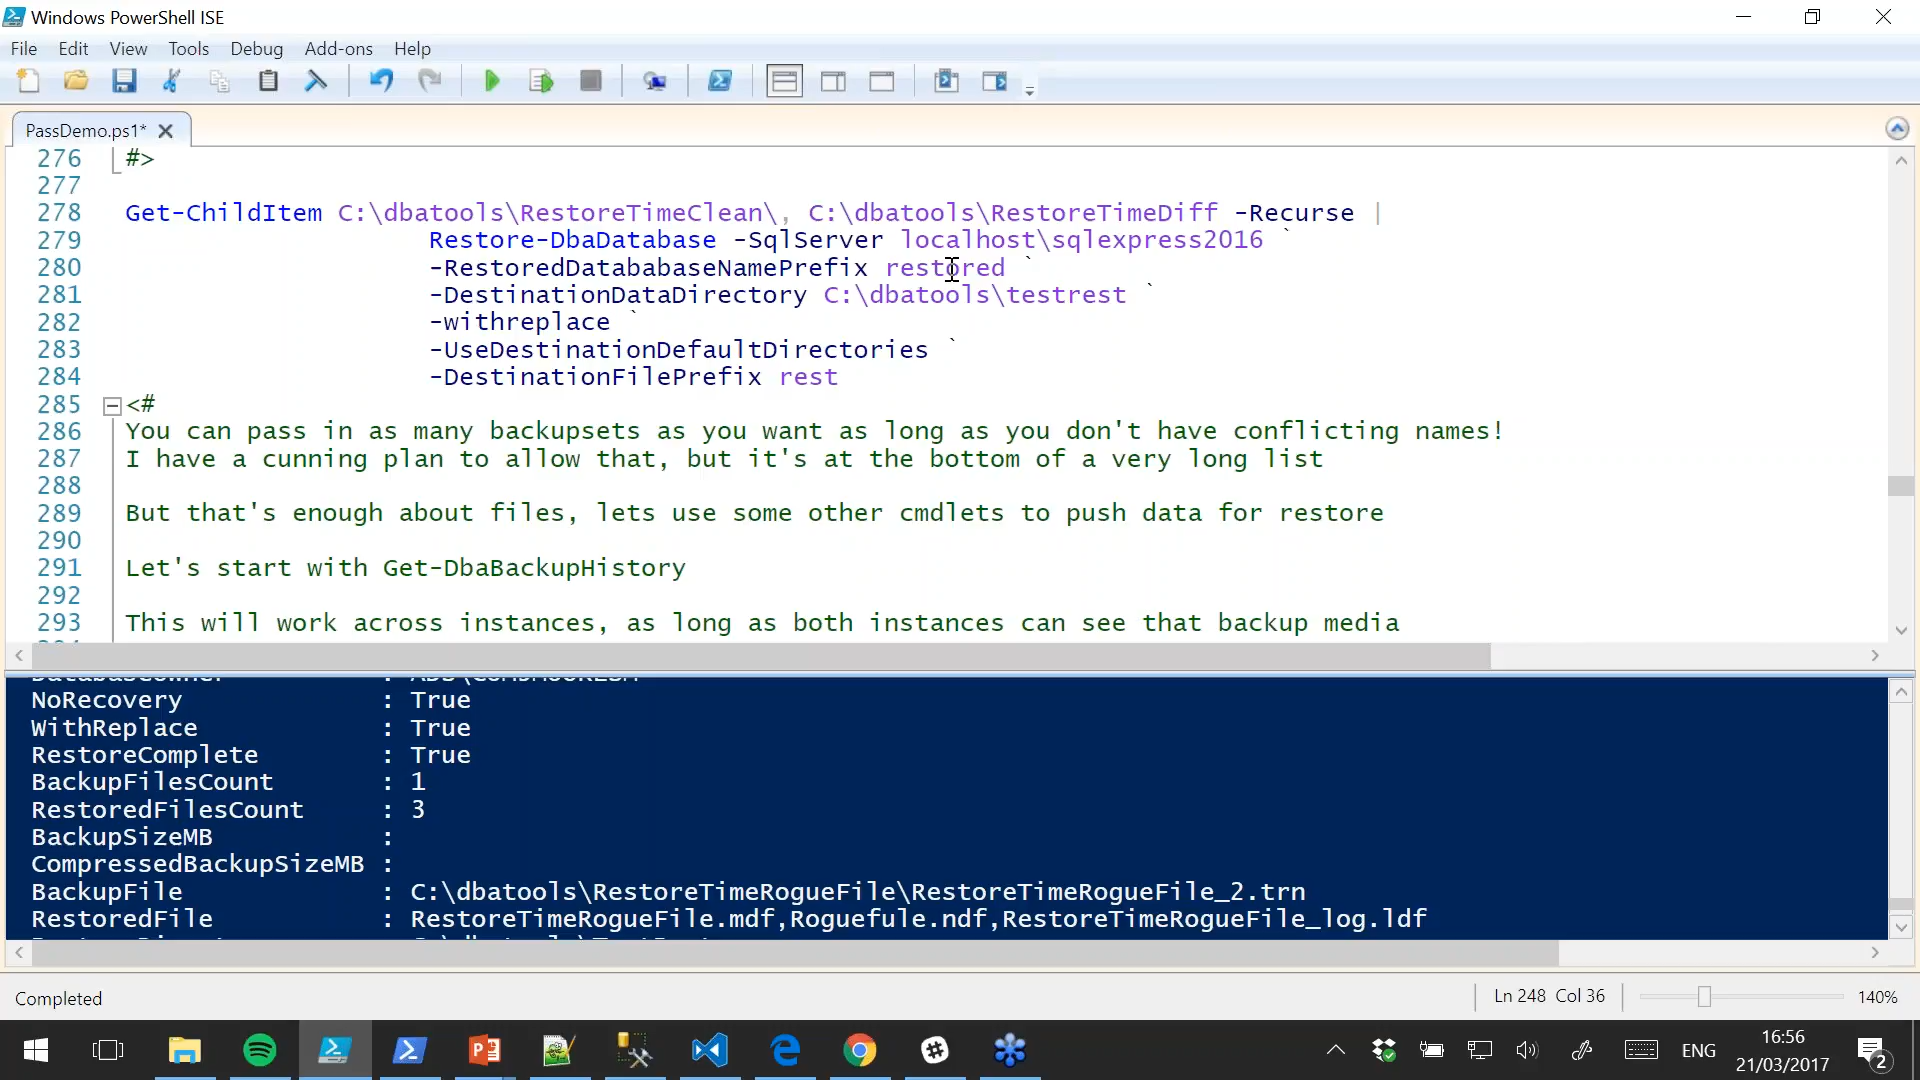 Windows PowerShell ISE
File Edit View Tools Debug Add-ons Help
PassDemo.ps1*
276 #>
277
278 Get-ChildItem C:\dbatools\RestoreTimeClean\, C:\dbatools\RestoreTimeDiff -Recurse |
279 Restore-DbaDatabase -SqlServer localhost\sqlexpress2016 `
280 -RestoredDatababaseNamePrefix restored `
281 -DestinationDataDirectory C:\dbatools\testrest `
282 -withreplace `
283 -UseDestinationDefaultDirectories `
284 -DestinationFilePrefix rest
285 <#
286 You can pass in as many backupsets as you want as long as you don't have conflicting names!
287 I have a cunning plan to allow that, but it's at the bottom of a very long list
288
289 But that's enough about files, lets use some other cmdlets to push data for restore
290
291 Let's start with Get-DbaBackupHistory
292
293 This will work across instances, as long as both instances can see that backup media
NoRecovery : True
WithReplace : True
RestoreComplete : True
BackupFilesCount : 1
RestoredFilesCount : 3
BackupSizeMB :
CompressedBackupSizeMB :
BackupFile : C:\dbatools\RestoreTimeRogueFile\RestoreTimeRogueFile_2.trn
RestoredFile : RestoreTimeRogueFile.mdf,Roguefule.ndf,RestoreTimeRogueFile_log.ldf
Completed
Ln 248 Col 36
140%
ENG
16:56
21/03/2017
2